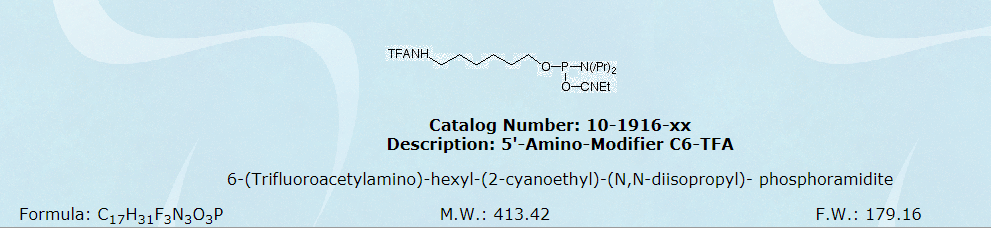 TFANH
O-P-N(iPr)₂
O-CNEt
Catalog Number: 10-1916-xx
Description: 5'-Amino-Modifier C6-TFA
6-(Trifluoroacetylamino)-hexyl-(2-cyanoethyl)-(N,N-diisopropyl)- phosphoramidite
Formula: C₁₇H₃₁F₃N₃O₃P M.W.: 413.42 F.W.: 179.16